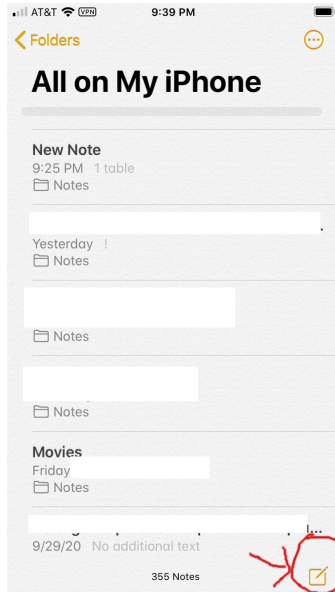 AT&T VPN 9:39 PM
Folders
All on My iPhone
New Note
9:25 PM 1 table
Notes
Yesterday !
Notes
Notes
Notes
Movies
Friday
Notes
9/29/20 No additional text
355 Notes